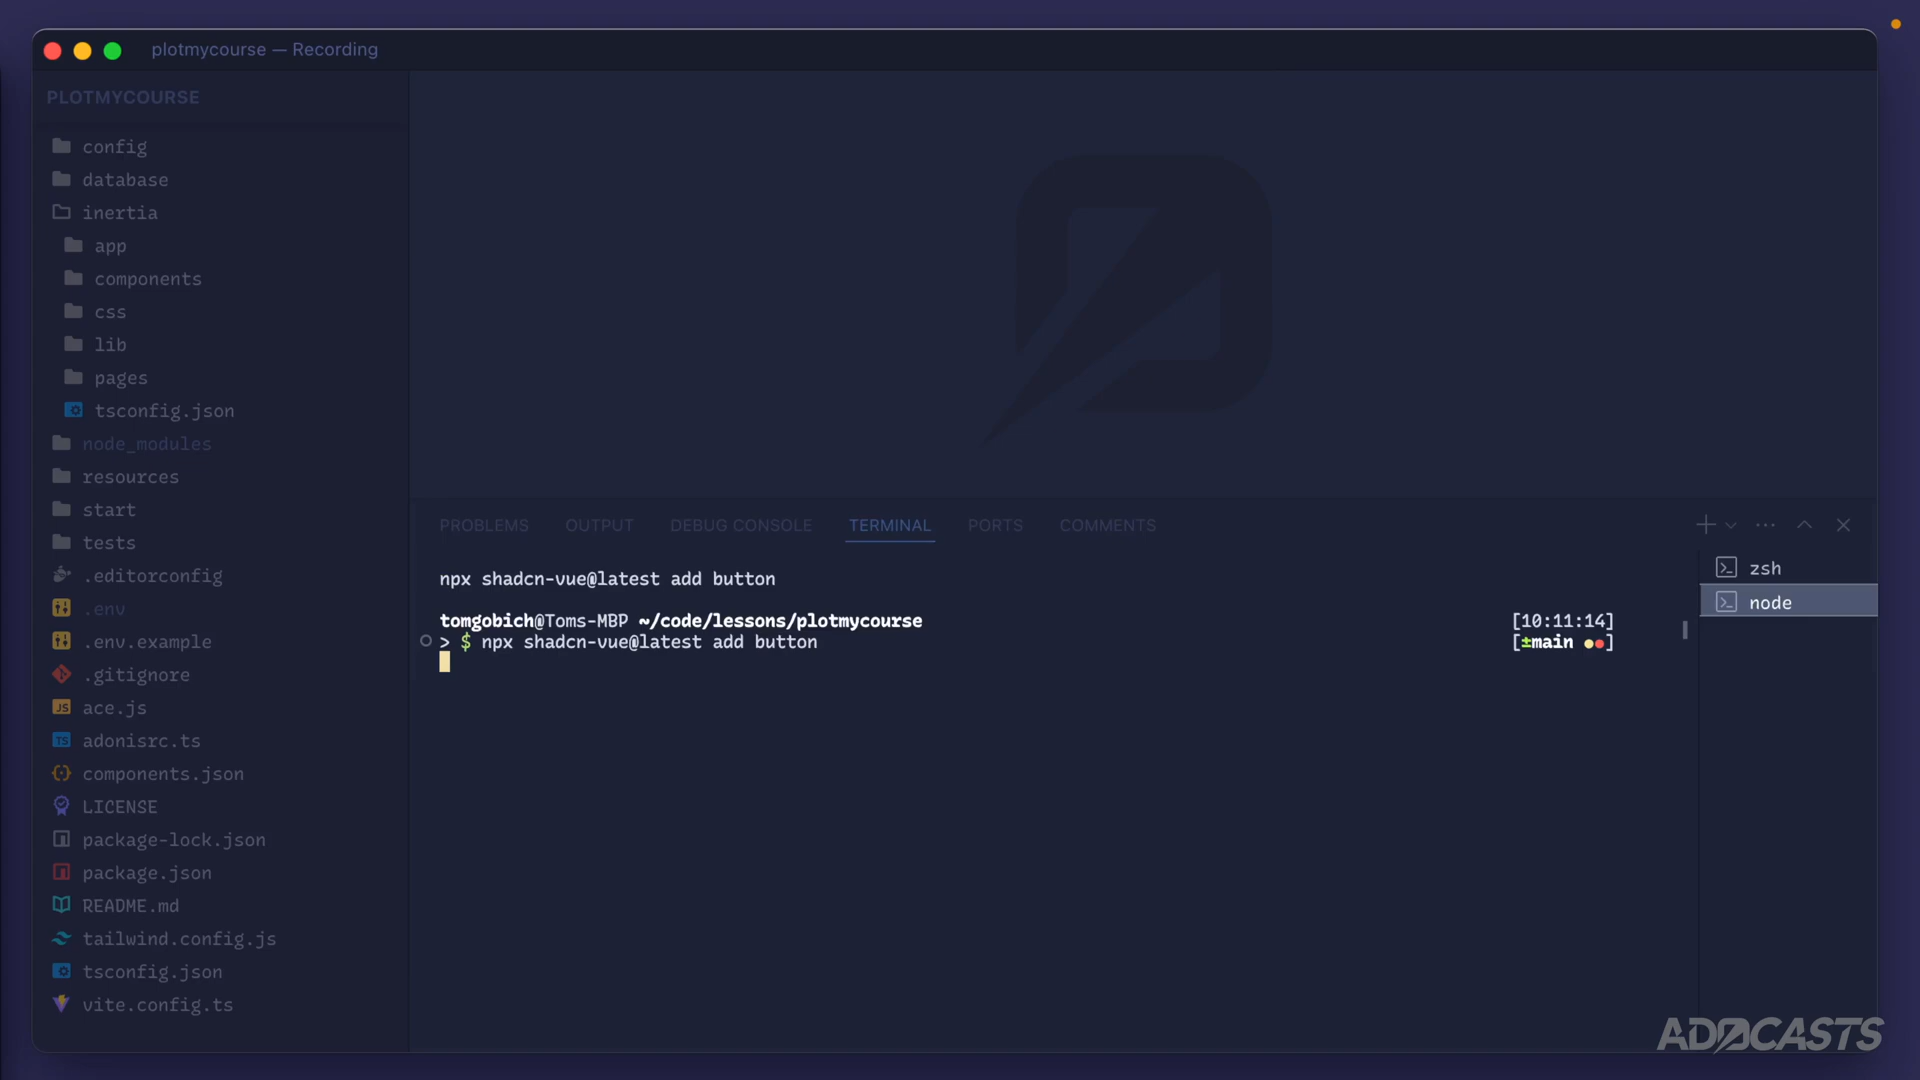 plotmycourse — Recording
PLOTMYCOURSE
config
database
inertia
app
components
css
lib
pages
tsconfig.json
node_modules
resources
start
tests
.editorconfig
.env
.env.example
.gitignore
JS ace.js
TS adonisrc.ts
components.json
LICENSE
package-lock.json
package.json
README.md
tailwind.config.js
tsconfig.json
vite.config.ts
PROBLEMS OUTPUT DEBUG CONSOLE TERMINAL PORTS COMMENTS
npx shadcn-vue@latest add button
tomgobich@Toms-MBP ~/code/lessons/plotmycourse [10:11:14]
> $ npx shadcn-vue@latest add button [±main ●●]
zsh
node
ADOCASTS